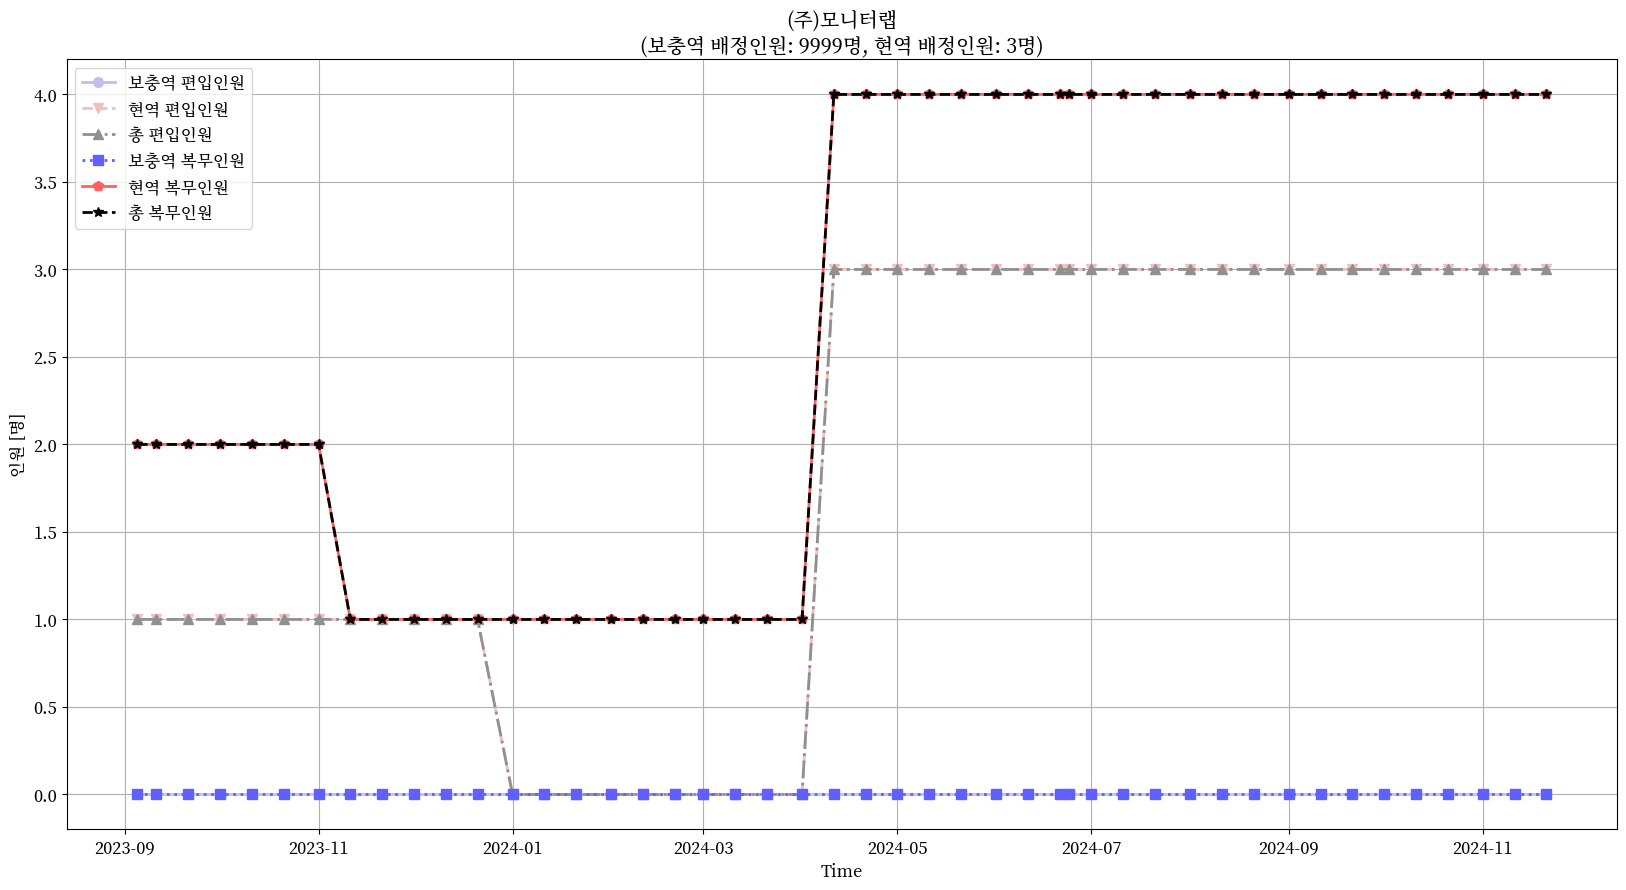 (주)모니터랩
(보충역 배정인원: 9999명, 현역 배정인원: 3명)
보충역 편입인원
현역 편입인원
총 편입인원
보충역 복무인원
현역 복무인원
총 복무인원
인원 [명]
4.0
3.5
3.0
2.5
2.0
1.5
1.0
0.5
0.0
2023-09 2023-11 2024-01 2024-03 2024-05 2024-07 2024-09 2024-11
Time